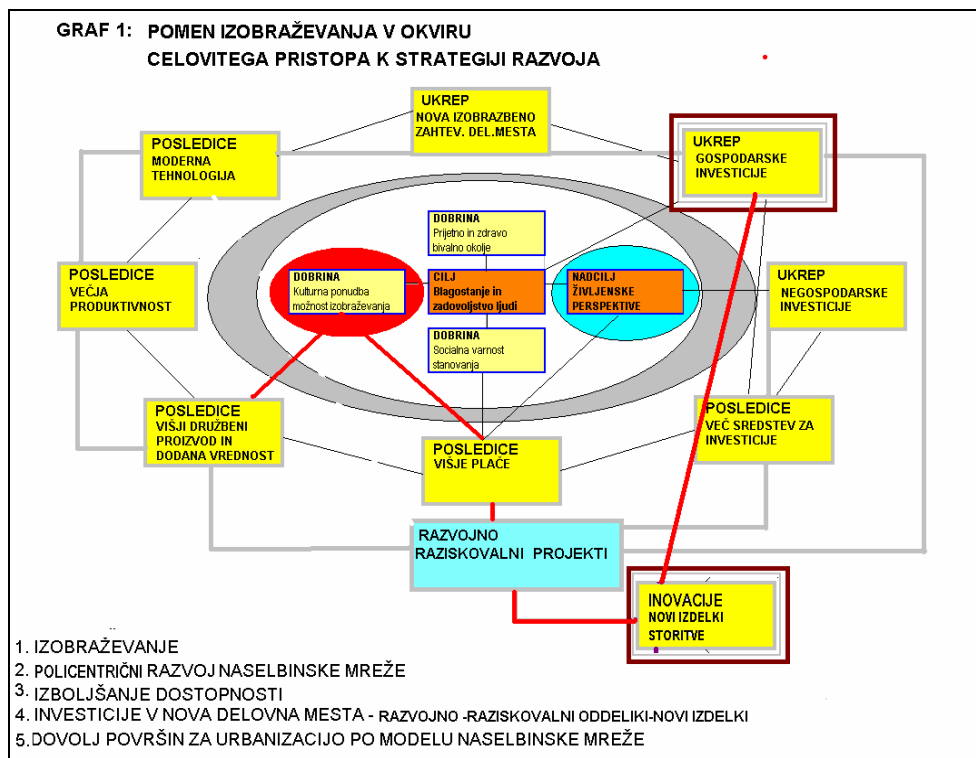 GRAF 1: POMEN IZOBRAŽEVANJA V OKVIRU
CELOVITEGA PRISTOPA K STRATEGIJI RAZVOJA
UKREP
NOVA IZOBRAZBENO
ZAHTEV. DEL.MESTA
POSLEDICE
MODERNA
TEHNOLOGIJA
UKREP
GOSPODARSKE
INVESTICIJE
DOBRINA
Prijetno in zdravo
bivalno okolje
POSLEDICE
VEČJA
PRODUKTIVNOST
DOBRINA
Kulturna ponudba
možnost izobraževanja
CILJ
Blagostanje in
zadovoljstvo ljudi
NADCILJ
ŽIVLJENSKE
PERSPEKTIVE
UKREP
NEGOSPODARSKE
INVESTICIJE
DOBRINA
Socialna varnost
stanovanja
POSLEDICE
VIŠJI DRUŽBENI
PROIZVOD IN
DODANA VREDNOST
POSLEDICE
VIŠJE PLAČE
POSLEDICE
VEČ SREDSTEV ZA
INVESTICIJE
RAZVOJNO
RAZISKOVALNI PROJEKTI
INOVACIJE
NOVI IZDELKI
STORITVE
1. IZOBRAŽEVANJE
2. POLICENTRIČNI RAZVOJ NASELBINSKE MREŽE
3. IZBOLJŠANJE DOSTOPNOSTI
4. INVESTICIJE V NOVA DELOVNA MESTA - RAZVOJNO -RAZISKOVALNI ODDELIKI-NOVI IZDELKI
5. DOVOLJ POVRŠIN ZA URBANIZACIJO PO MODELU NASELBINSKE MREŽE